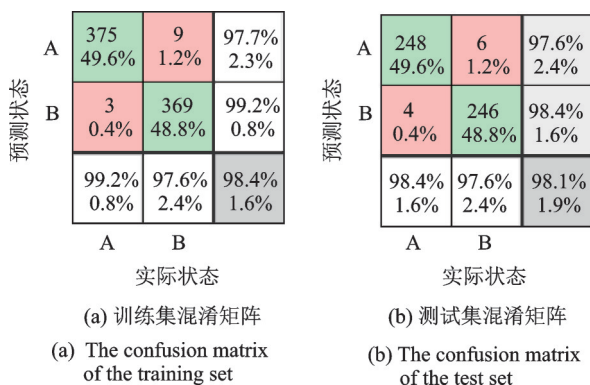 预测状态
A
375
49.6%
9
1.2%
97.7%
2.3%
B
3
0.4%
369
48.8%
99.2%
0.8%
99.2%
0.8%
97.6%
2.4%
98.4%
1.6%
A
B
实际状态
(a) 训练集混淆矩阵
(a) The confusion matrix
of the training set
预测状态
A
248
49.6%
6
1.2%
97.6%
2.4%
B
4
0.4%
246
48.8%
98.4%
1.6%
98.4%
1.6%
97.6%
2.4%
98.1%
1.9%
A
B
实际状态
(b) 测试集混淆矩阵
(b) The confusion matrix
of the test set